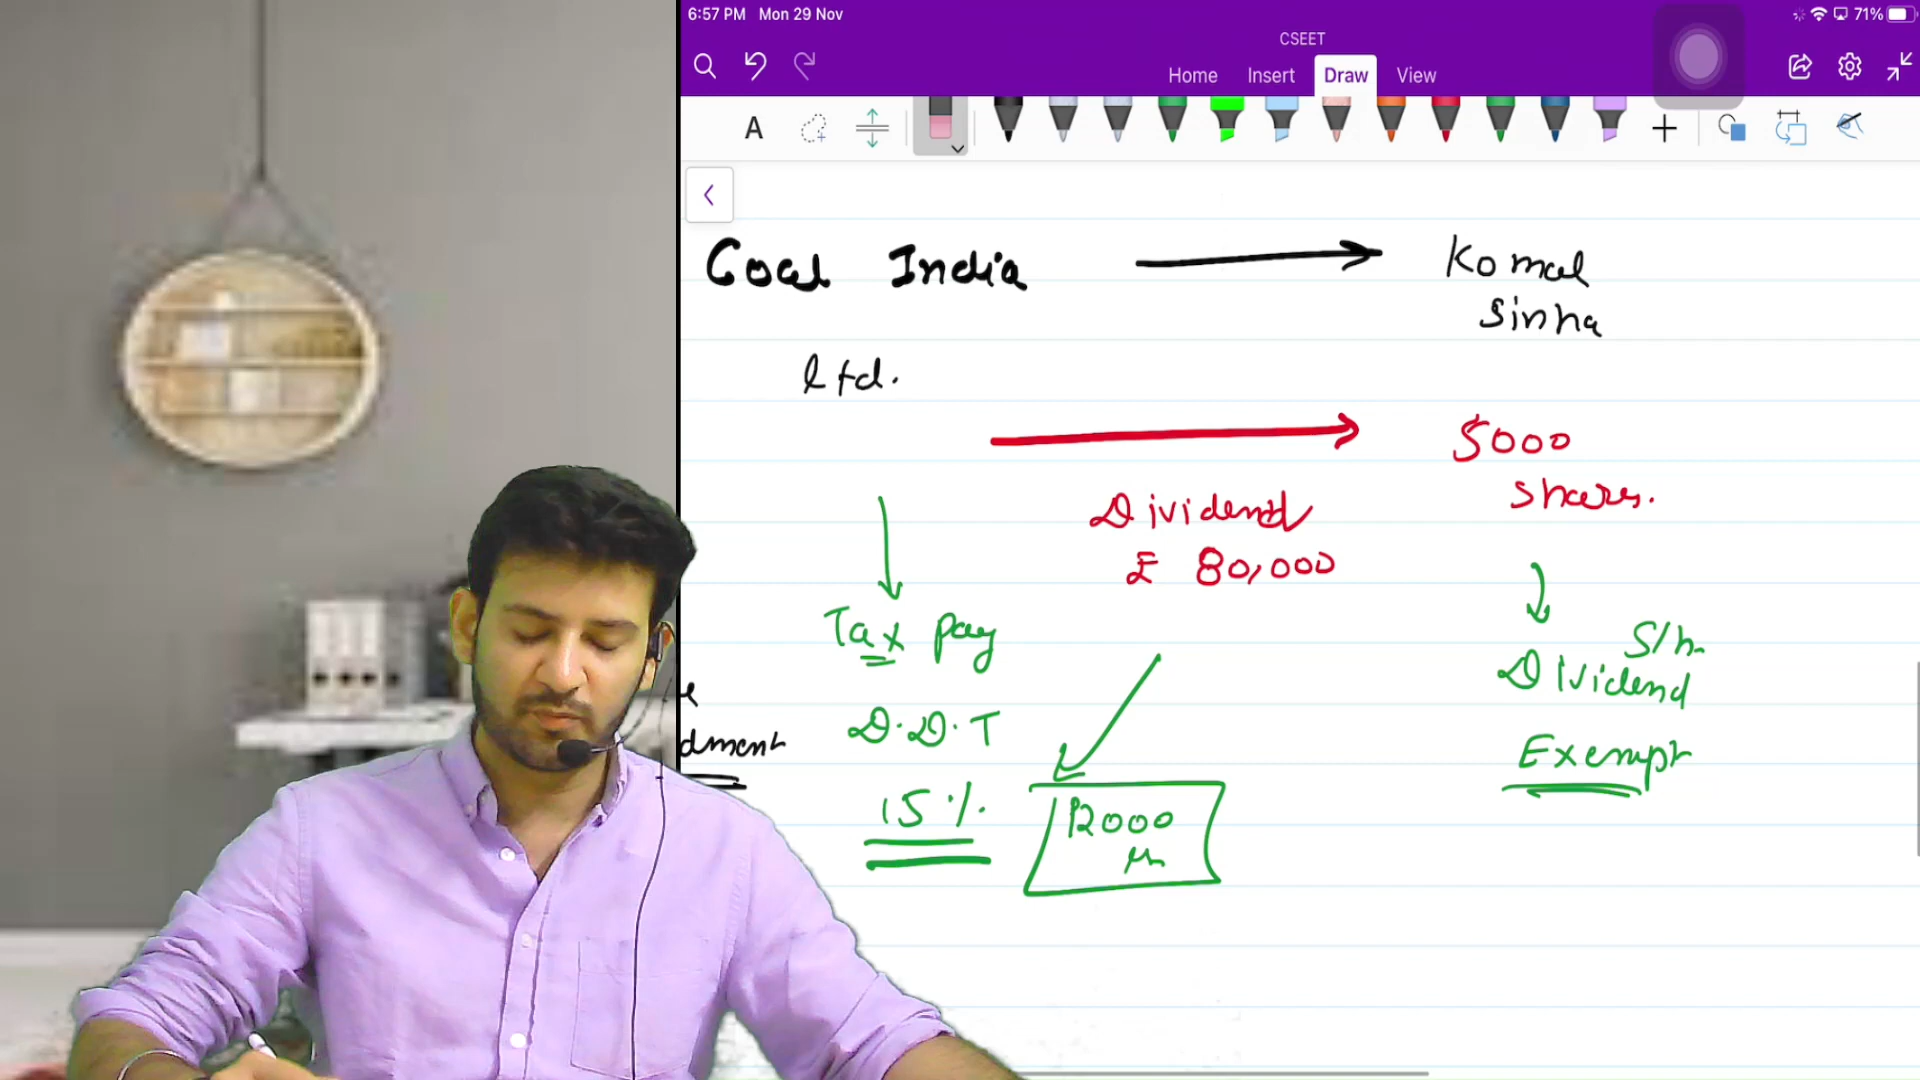 6:57 PM Mon 29 Nov
71%
CSEET
Home Insert Draw View
A
Coal India
ltd.
Komal
Sinha
5000
shares.
Dividend
₤ 80,000
Tax pay
D.D.T
15%
12000
S/h.
Dividend
Exempt
dment